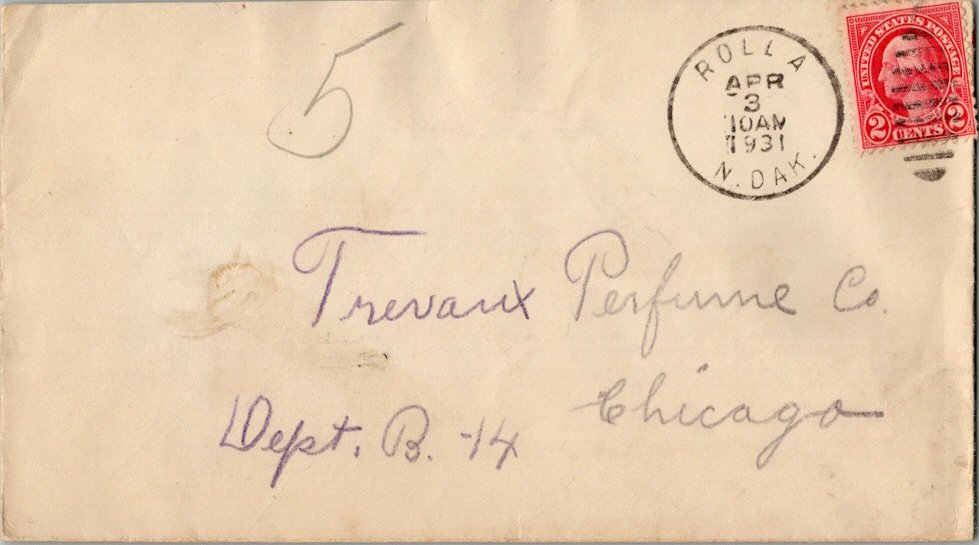 5
ROLLA
APR
3
10AM
1931
N. DAK.
UNITED STATES POSTAGE
2 CENTS 2
Trevaux Perfume Co.
Chicago
Dept. B. -14